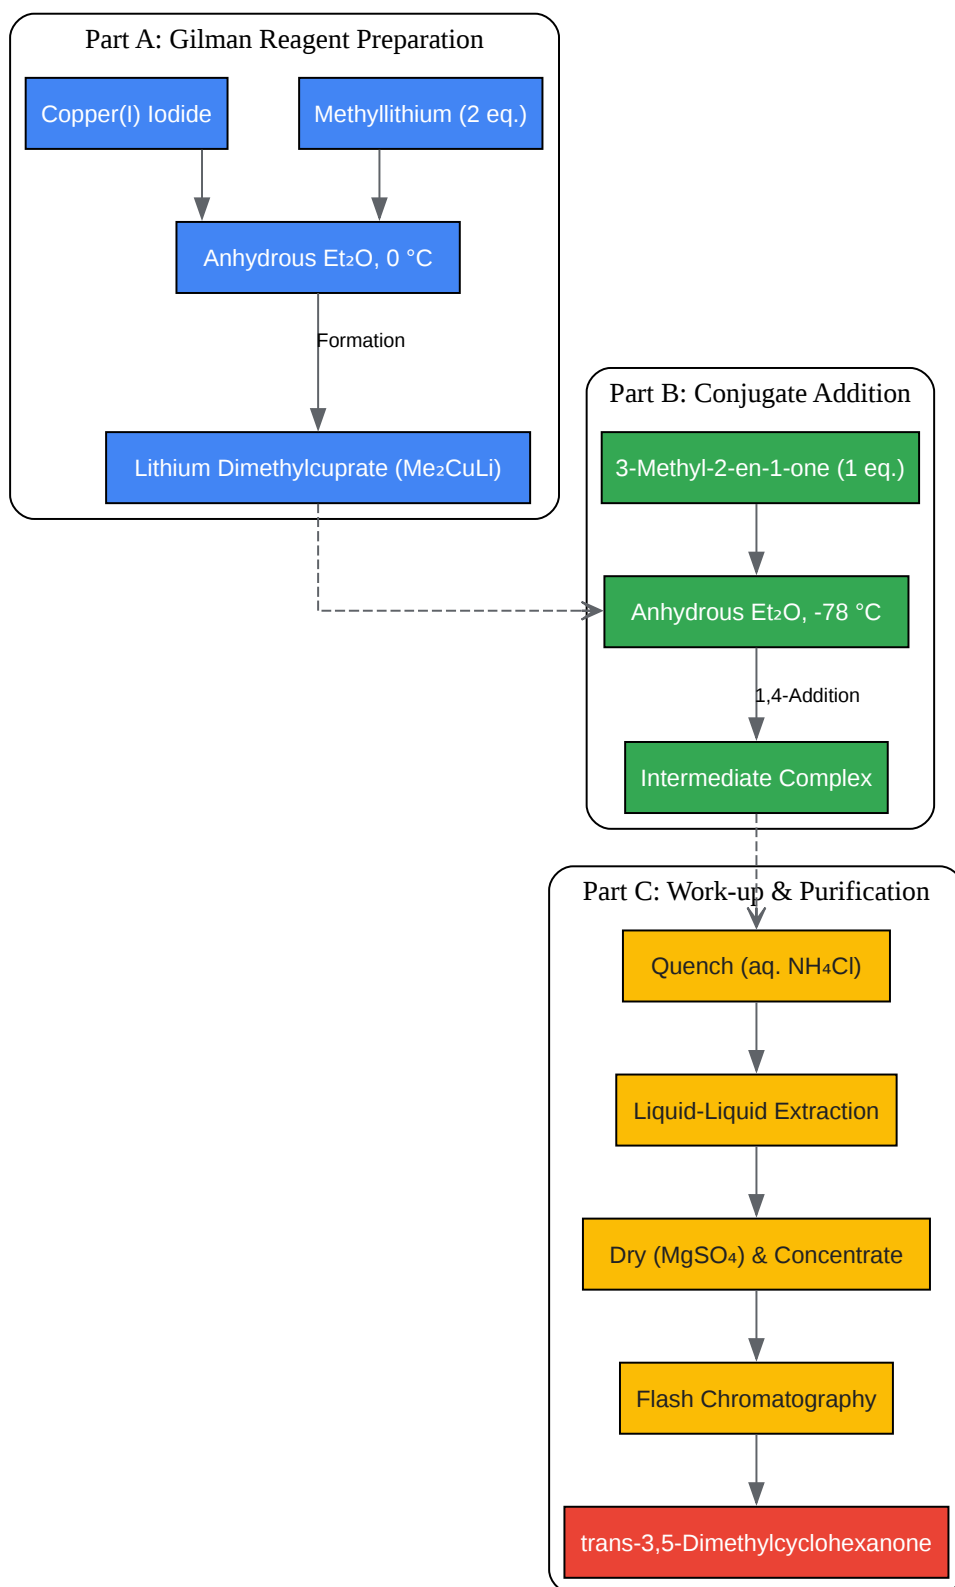 Part A: Gilman Reagent Preparation
Copper(I) Iodide
Methyllithium (2 eq.)
Anhydrous Et₂O, 0 °C
Formation
Lithium Dimethylcuprate (Me₂CuLi)
Part B: Conjugate Addition
3-Methyl-2-en-1-one (1 eq.)
Anhydrous Et₂O, -78 °C
1,4-Addition
Intermediate Complex
Part C: Work-up & Purification
Quench (aq. NH₄Cl)
Liquid-Liquid Extraction
Dry (MgSO₄) & Concentrate
Flash Chromatography
trans-3,5-Dimethylcyclohexanone